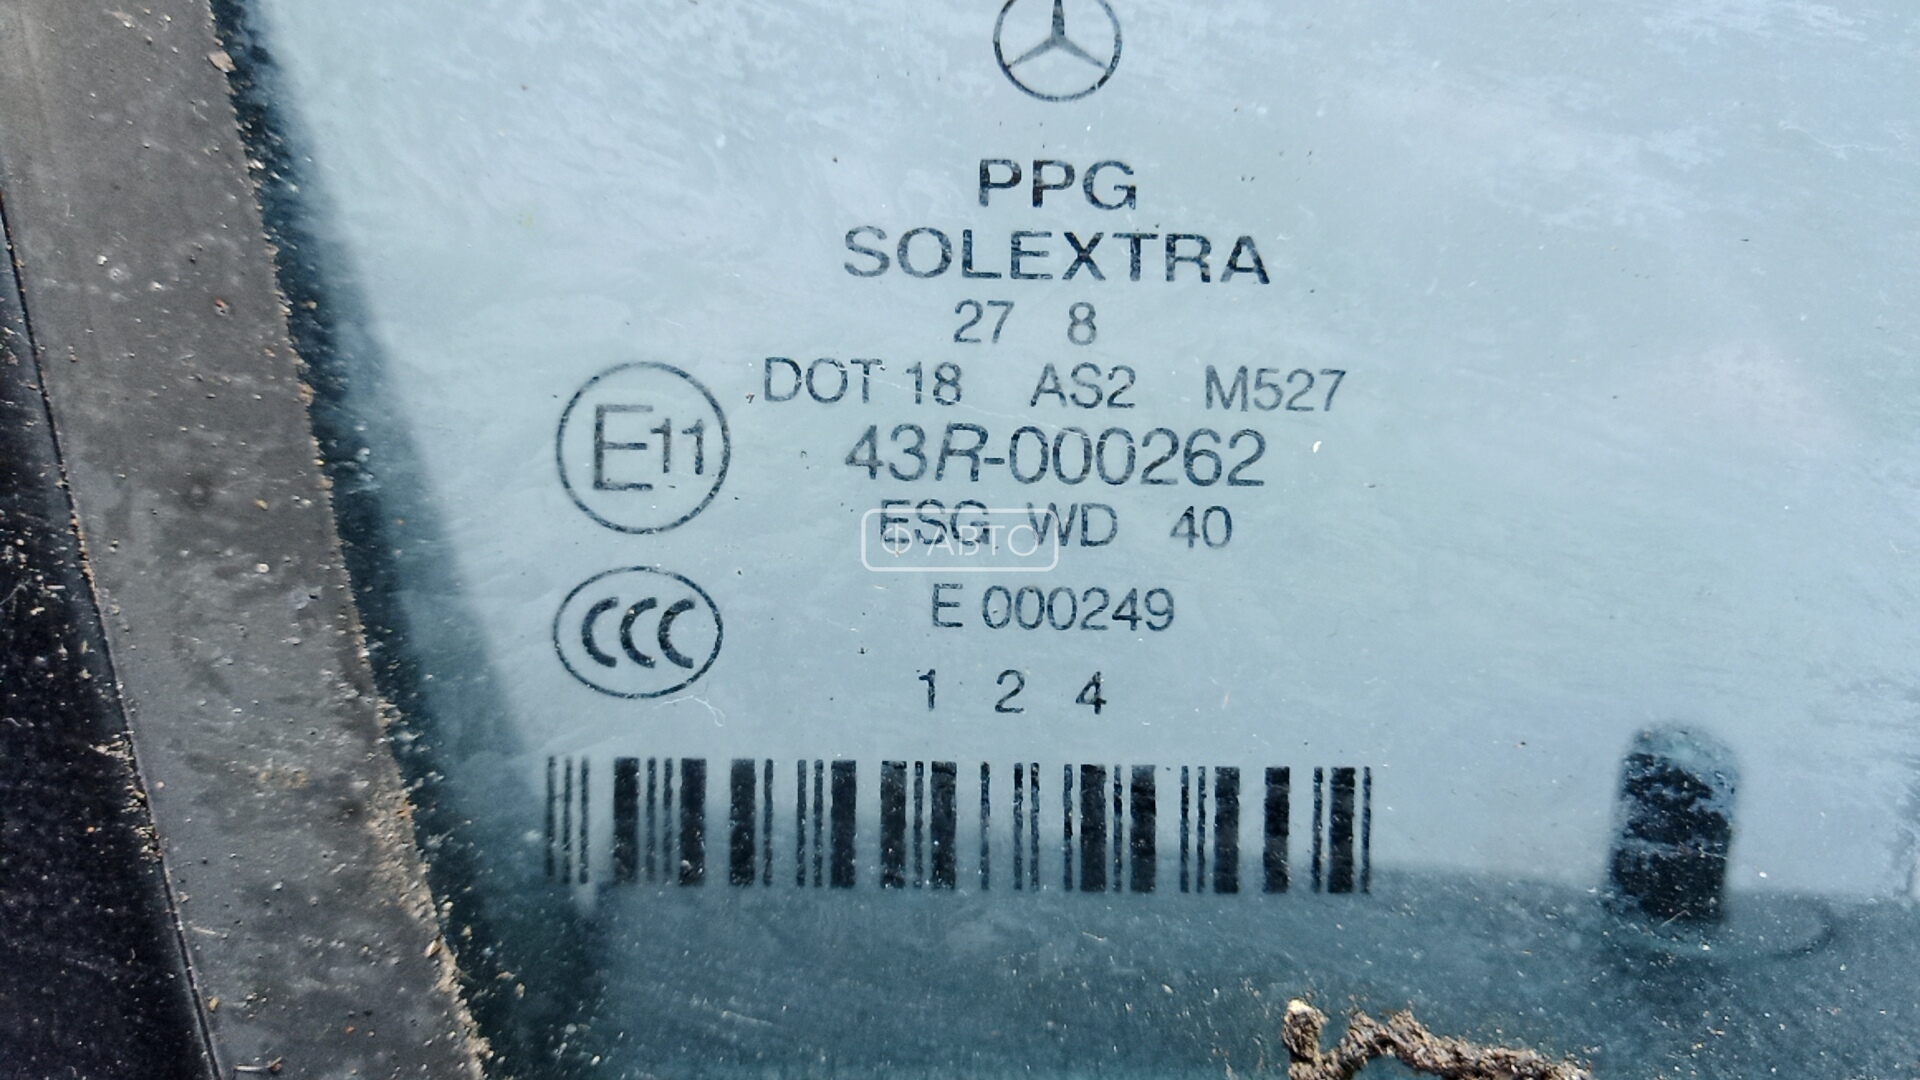 PPG
SOLEXTRA
27 8
DOT 18 AS2 M527
E11
43R-000262
ESG WD 40
Ф АВТО
CCC
E 000249
1 2 4